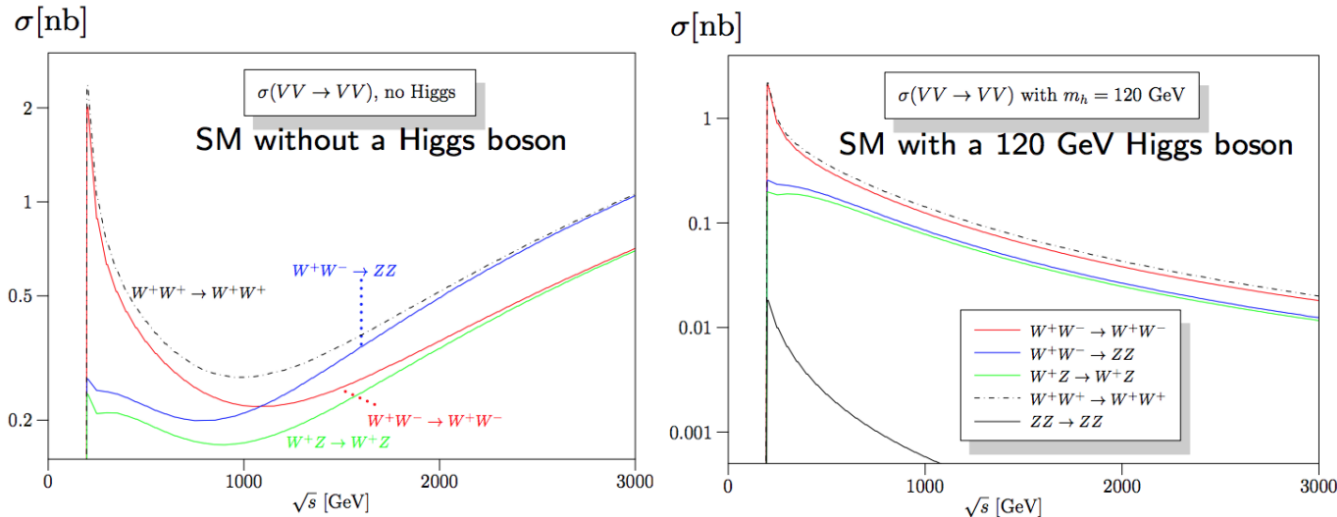 σ[nb]
σ(VV → VV), no Higgs
SM without a Higgs boson
2
1
0.5
0.2
W⁺W⁻ → ZZ
W⁺W⁺ → W⁺W⁺
W⁺W⁻ → W⁺W⁻
W⁺Z → W⁺Z
0
1000
2000
3000
√s [GeV]
σ[nb]
σ(VV → VV) with m_h = 120 GeV
SM with a 120 GeV Higgs boson
1
0.1
0.01
0.001
W⁺W⁻ → W⁺W⁻
W⁺W⁻ → ZZ
W⁺Z → W⁺Z
W⁺W⁺ → W⁺W⁺
ZZ → ZZ
0
1000
2000
3000
√s [GeV]